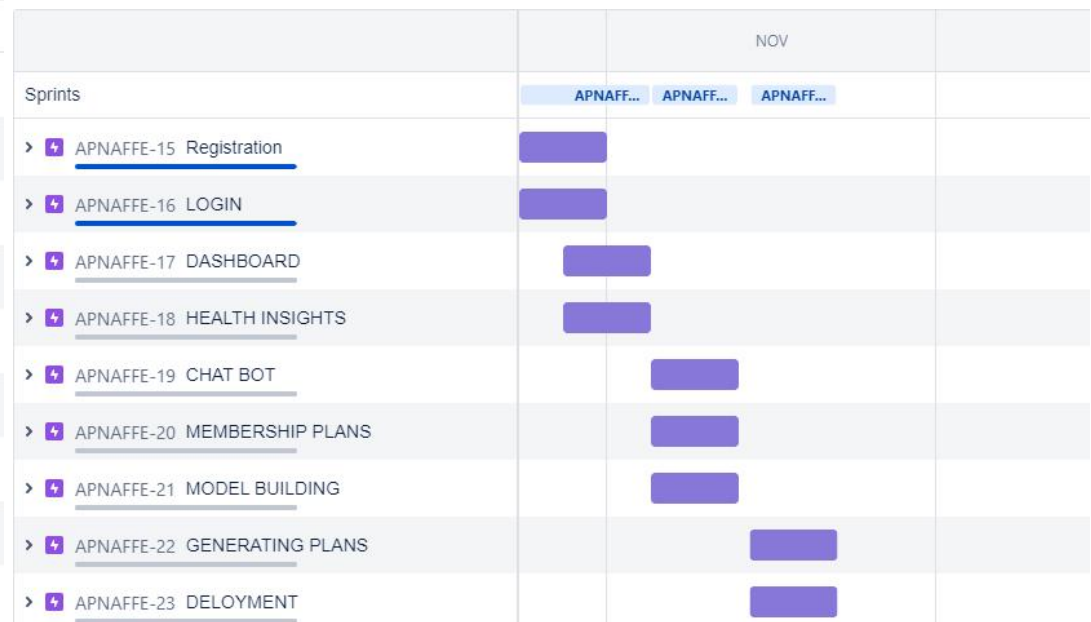 NOV
Sprints APNAFF... APNAFF... APNAFF...
APNAFFE-15 Registration
APNAFFE-16 LOGIN
APNAFFE-17 DASHBOARD
APNAFFE-18 HEALTH INSIGHTS
APNAFFE-19 CHAT BOT
APNAFFE-20 MEMBERSHIP PLANS
APNAFFE-21 MODEL BUILDING
APNAFFE-22 GENERATING PLANS
APNAFFE-23 DELOYMENT